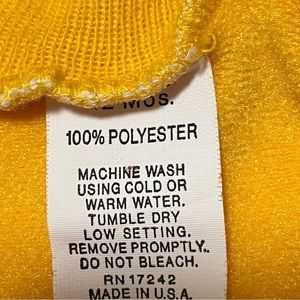 12 MOS.
100% POLYESTER
MACHINE WASH
USING COLD OR
WARM WATER.
TUMBLE DRY
LOW SETTING.
REMOVE PROMPTLY.
DO NOT BLEACH.
RN 17242
MADE IN U.S.A.